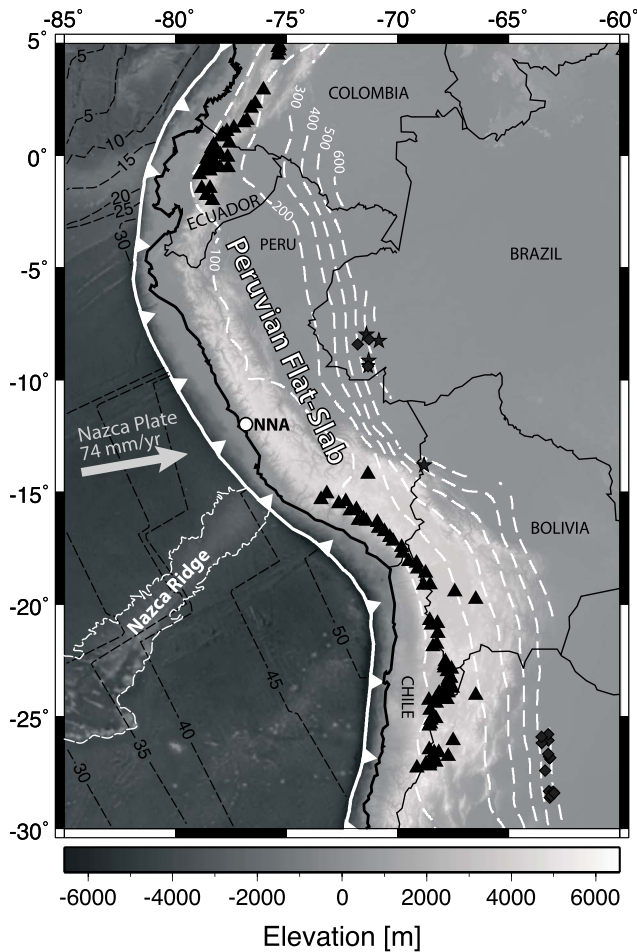 -85° -80° -75° -70° -65° -60°
5°
0°
-5°
-10°
-15°
-20°
-25°
-30°
5
5
10
15
20
25
30
300
400
500
600
COLOMBIA
ECUADOR
200
PERU
100
BRAZIL
Peruvian Flat-Slab
NNA
Nazca Plate
74 mm/yr
Nazca Ridge
BOLIVIA
CHILE
50
45
40
35
30
-6000 -4000 -2000 0 2000 4000 6000
Elevation [m]